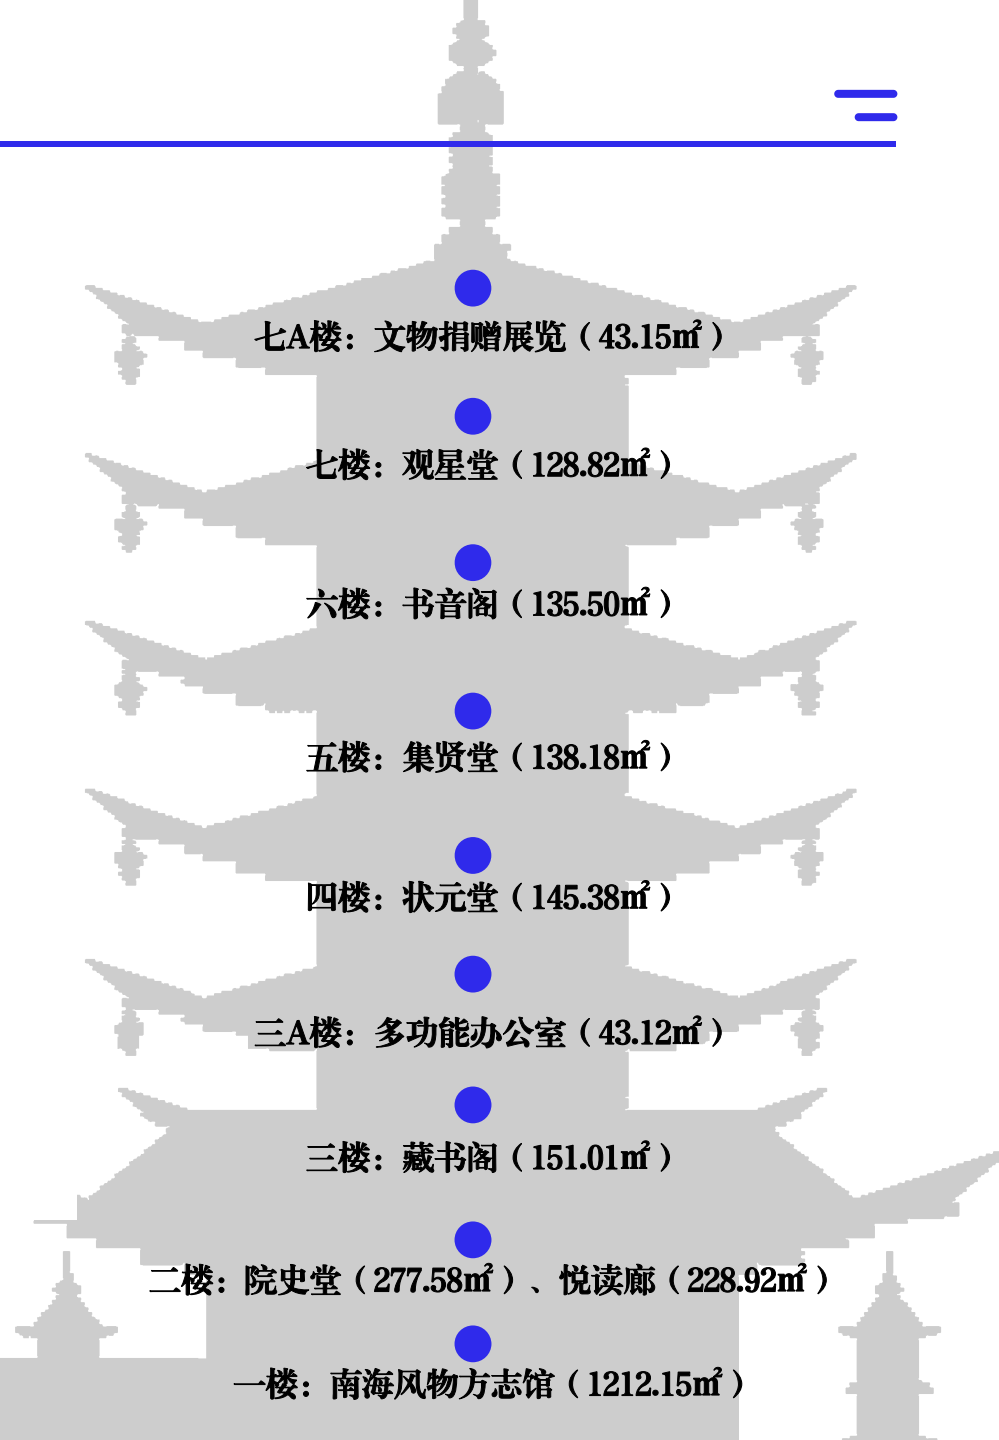 七A楼：文物捐赠展览（43.15㎡）
七楼：观星堂（128.82㎡）
六楼：书音阁（135.50㎡）
五楼：集贤堂（138.18㎡）
四楼：状元堂（145.38㎡）
三A楼：多功能办公室（43.12㎡）
三楼：藏书阁（151.01㎡）
二楼：院史堂（277.58㎡）、悦读廊（228.92㎡）
一楼：南海风物方志馆（1212.15㎡）